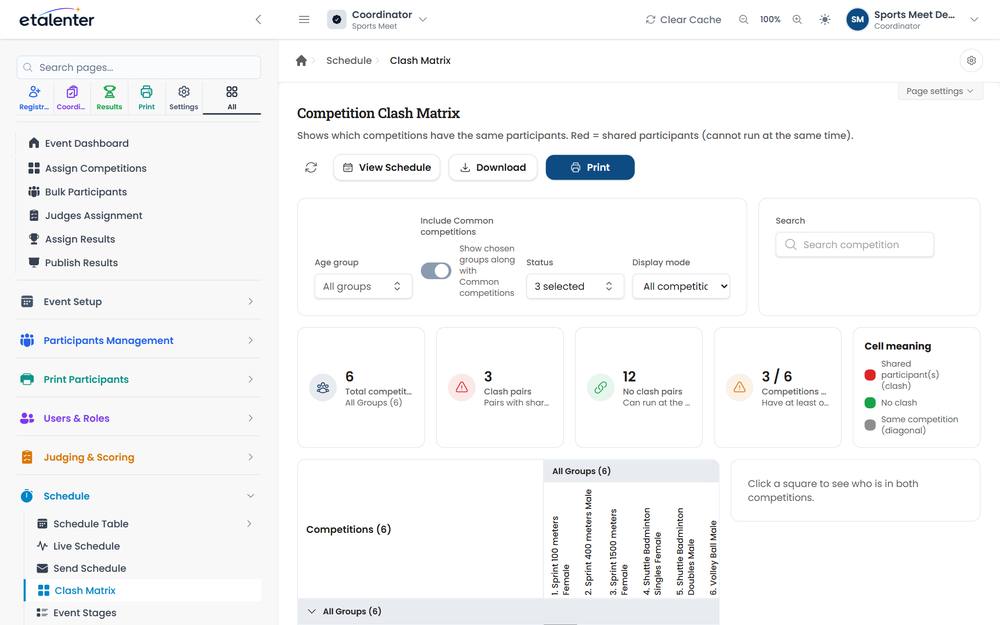 etalenter
Coordinator
Sports Meet
Clear Cache
100%
SM
Sports Meet De...
Coordinator
Search pages...
Registr...
Coordi...
Results
Print
Settings
All
Event Dashboard
Assign Competitions
Bulk Participants
Judges Assignment
Assign Results
Publish Results
Event Setup
Participants Management
Print Participants
Users & Roles
Judging & Scoring
Schedule
Schedule Table
Live Schedule
Send Schedule
Clash Matrix
Event Stages
Schedule
Clash Matrix
Page settings
Competition Clash Matrix
Shows which competitions have the same participants. Red = shared participants (cannot run at the same time).
View Schedule
Download
Print
Age group
All groups
Include Common
competitions
Show chosen
groups along
with
Common
competitions
Status
3 selected
Display mode
All competitic
Search
Search competition
6
Total competit...
All Groups (6)
3
Clash pairs
Pairs with shar...
12
No clash pairs
Can run at the ...
3 / 6
Competitions ...
Have at least o...
Cell meaning
Shared
participant(s)
(clash)
No clash
Same competition
(diagonal)
Competitions (6)
All Groups (6)
1. Sprint 100 meters
Female
2. Sprint 400 meters Male
3. Sprint 1500 meters
Female
4. Shuttle Badminton
Singles Female
5. Shuttle Badminton
Doubles Male
6. Volley Ball Male
All Groups (6)
Click a square to see who is in both
competitions.